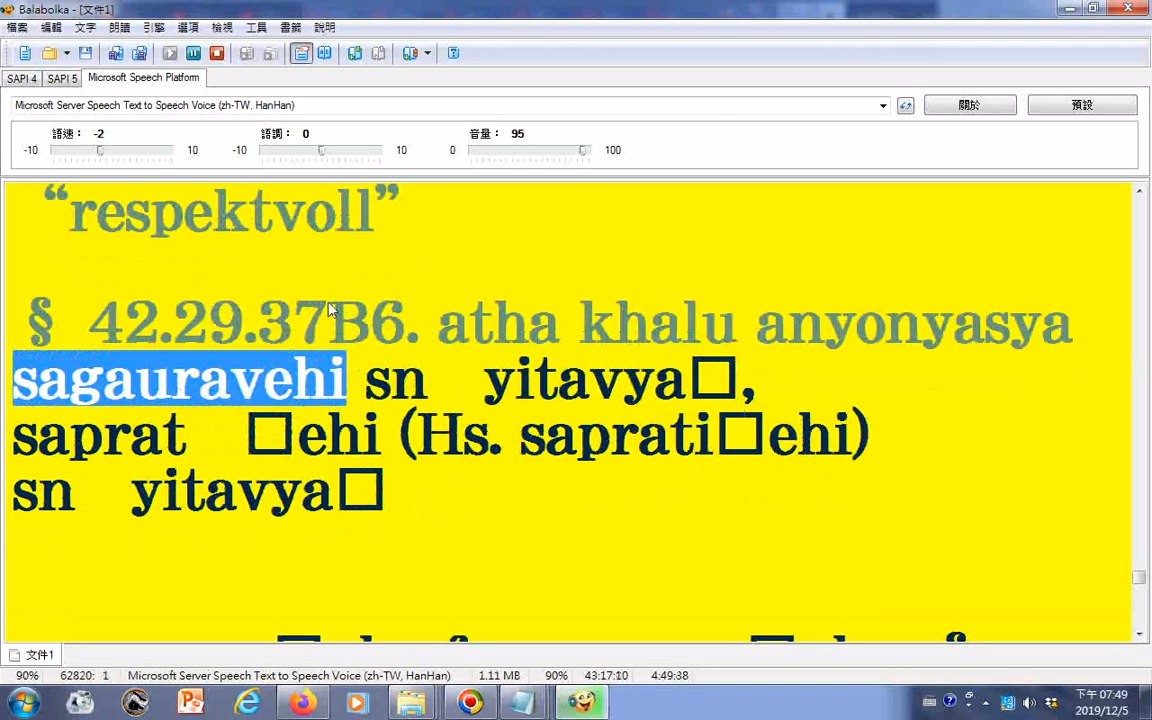 Balabolka - [文件1]
檔案 編輯 文字 朗讀 引擎 選項 檢視 工具 書籤 說明
SAPI 4 SAPI 5 Microsoft Speech Platform
Microsoft Server Speech Text to Speech Voice (zh-TW, HanHan) 關於 預設
語速： -2 語調： 0 音量： 95
-10 10 -10 10 0 100
“respektvoll”
§ 42.29.37B6. atha khalu anyonyasya
sagauravehi sn yitavya□,
saprat □ehi (Hs. saprati□ehi)
sn yitavya□
文件1
90% 62820: 1 Microsoft Server Speech Text to Speech Voice (zh-TW, HanHan) 1.11 MB 90% 43:17:10 4:49:38
下午 07:49
2019/12/5